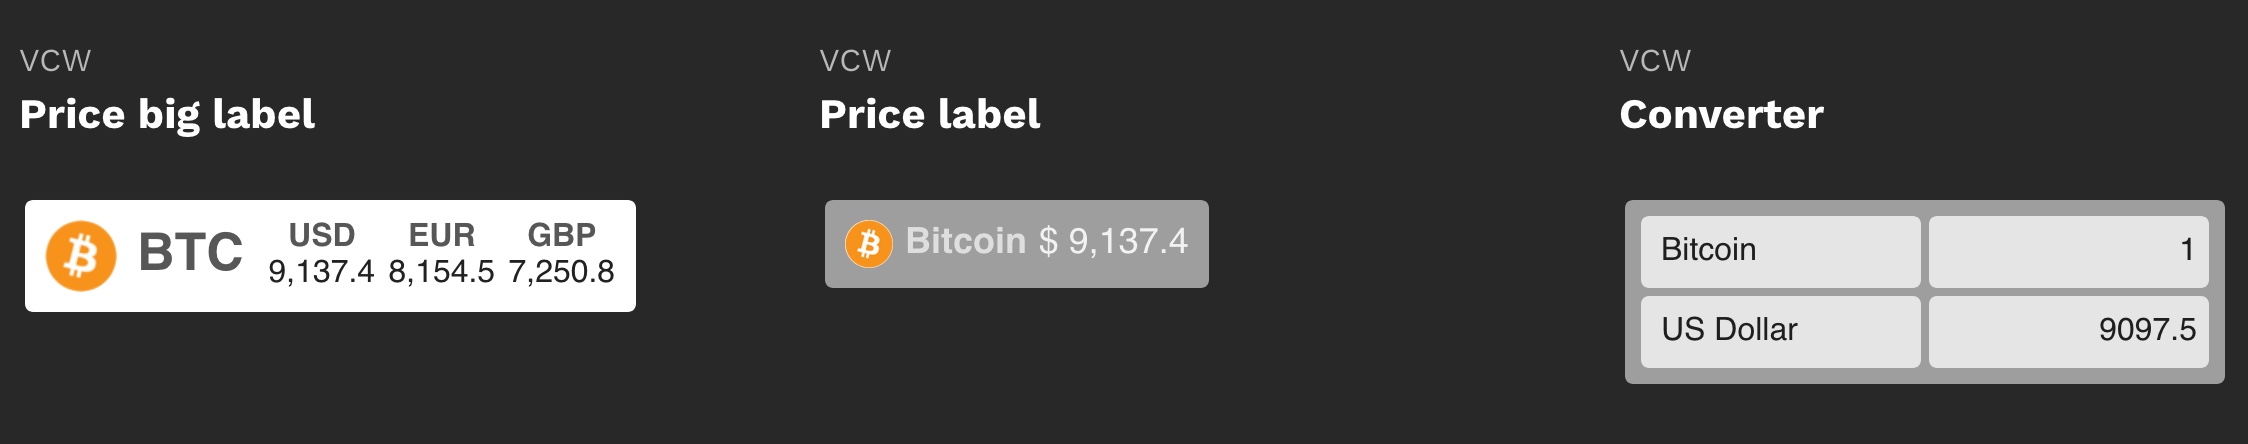 VCW
Price big label
BTC
USD EUR GBP
9,137.4 8,154.5 7,250.8
VCW
Price label
Bitcoin $ 9,137.4
VCW
Converter
Bitcoin 1
US Dollar 9097.5